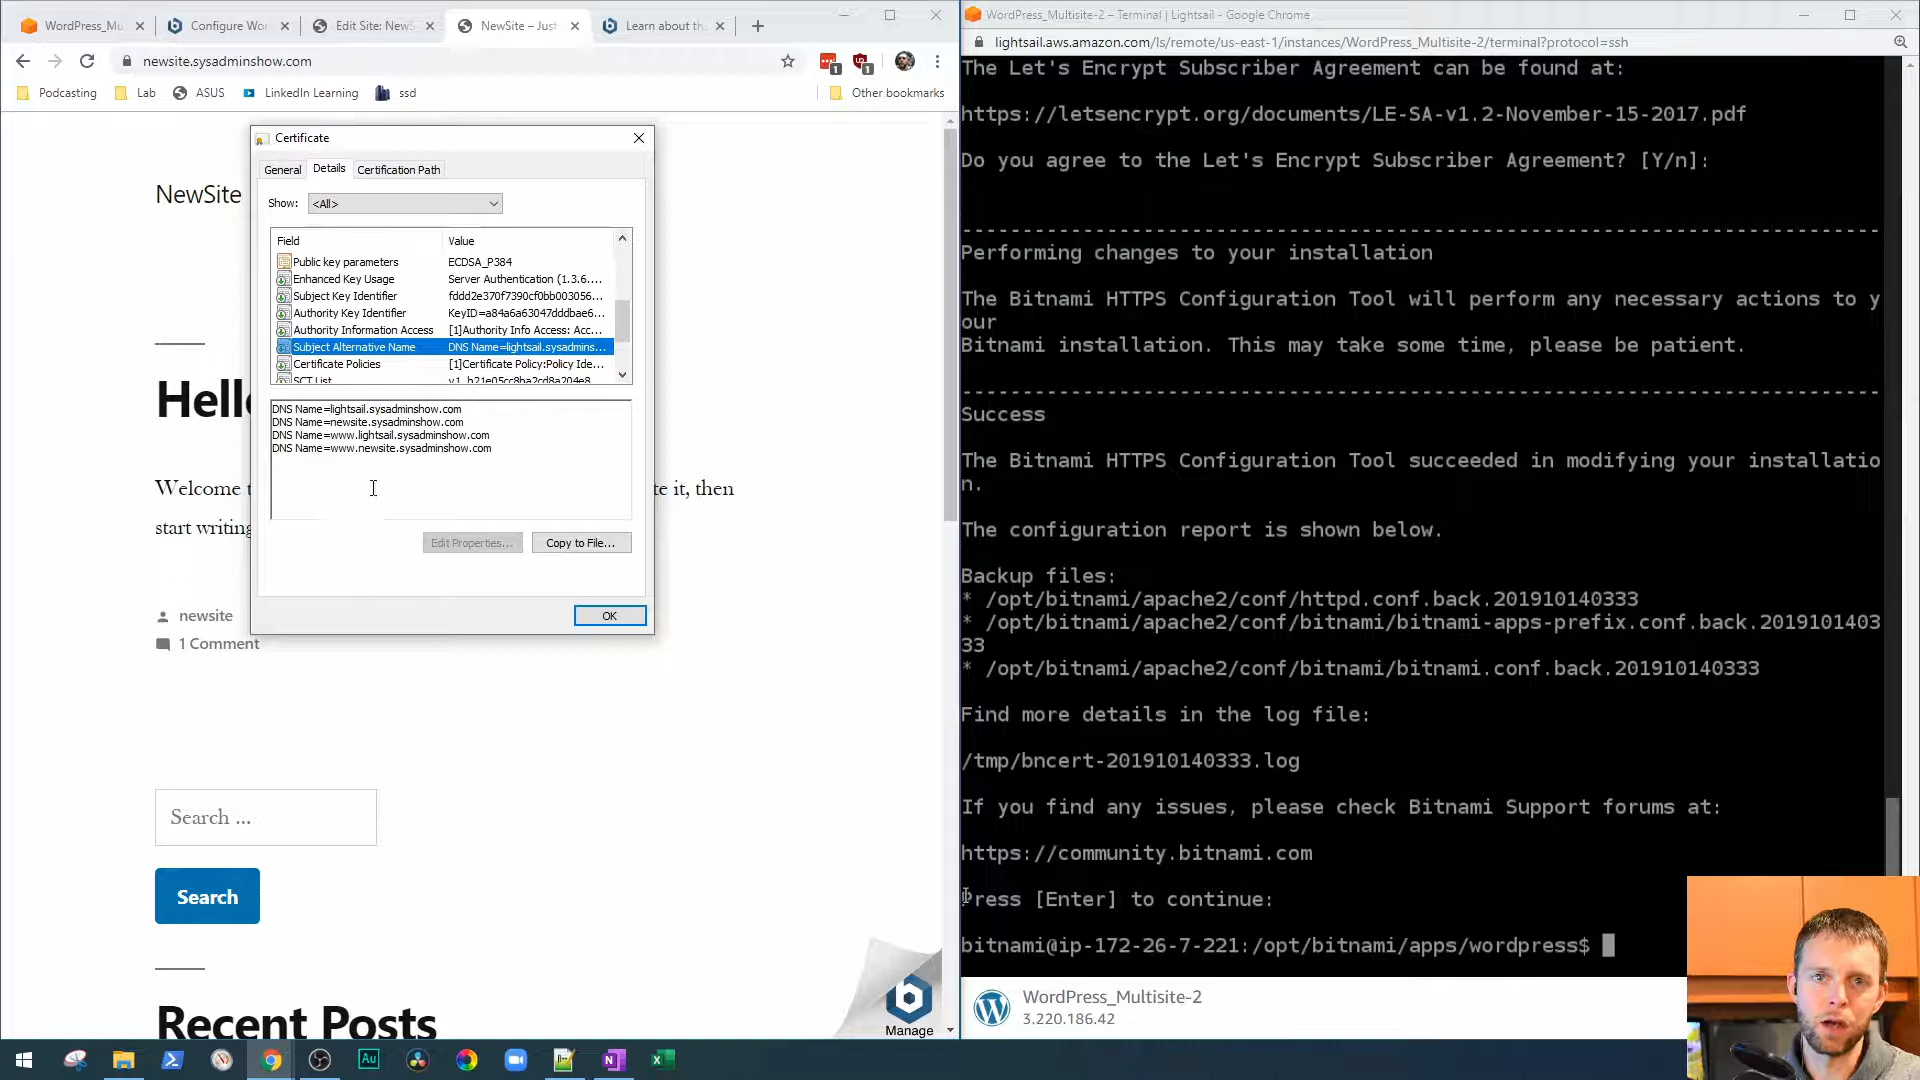 WordPress_Mu
Configure Wor
Edit Site: NewS
NewSite – Just
Learn about th
newsite.sysadminshow.com
1
1
Podcasting
Lab
ASUS
LinkedIn Learning
ssd
Other bookmarks
NewSite
Hell
Welcome t
te it, then
start writing
newsite
1 Comment
Search …
Search
Recent Posts
Manage
Certificate
General
Details
Certification Path
Show:
<All>
Field
Value
Public key parameters
ECDSA_P384
Enhanced Key Usage
Server Authentication (1.3.6....
Subject Key Identifier
fddd2e370f7390cf0bb003056...
Authority Key Identifier
KeyID=a84a6a63047dddbae6...
Authority Information Access
[1]Authority Info Access: Acc...
Subject Alternative Name
DNS Name=lightsail.sysadmins...
Certificate Policies
[1]Certificate Policy:Policy Ide...
SCT List
v1, b21e05cc8ba2cd8a204e8...
DNS Name=lightsail.sysadminshow.com
DNS Name=newsite.sysadminshow.com
DNS Name=www.lightsail.sysadminshow.com
DNS Name=www.newsite.sysadminshow.com
Edit Properties...
Copy to File...
OK
WordPress_Multisite-2 – Terminal | Lightsail - Google Chrome
lightsail.aws.amazon.com/ls/remote/us-east-1/instances/WordPress_Multisite-2/terminal?protocol=ssh
The Let's Encrypt Subscriber Agreement can be found at:
https://letsencrypt.org/documents/LE-SA-v1.2-November-15-2017.pdf
Do you agree to the Let's Encrypt Subscriber Agreement? [Y/n]:
----------------------------------------------------------------------------
Performing changes to your installation
The Bitnami HTTPS Configuration Tool will perform any necessary actions to y
our
Bitnami installation. This may take some time, please be patient.
----------------------------------------------------------------------------
Success
The Bitnami HTTPS Configuration Tool succeeded in modifying your installatio
n.
The configuration report is shown below.
Backup files:
* /opt/bitnami/apache2/conf/httpd.conf.back.201910140333
* /opt/bitnami/apache2/conf/bitnami/bitnami-apps-prefix.conf.back.2019101403
33
* /opt/bitnami/apache2/conf/bitnami/bitnami.conf.back.201910140333
Find more details in the log file:
/tmp/bncert-201910140333.log
If you find any issues, please check Bitnami Support forums at:
https://community.bitnami.com
Press [Enter] to continue:
bitnami@ip-172-26-7-221:/opt/bitnami/apps/wordpress$
WordPress_Multisite-2
3.220.186.42
Au